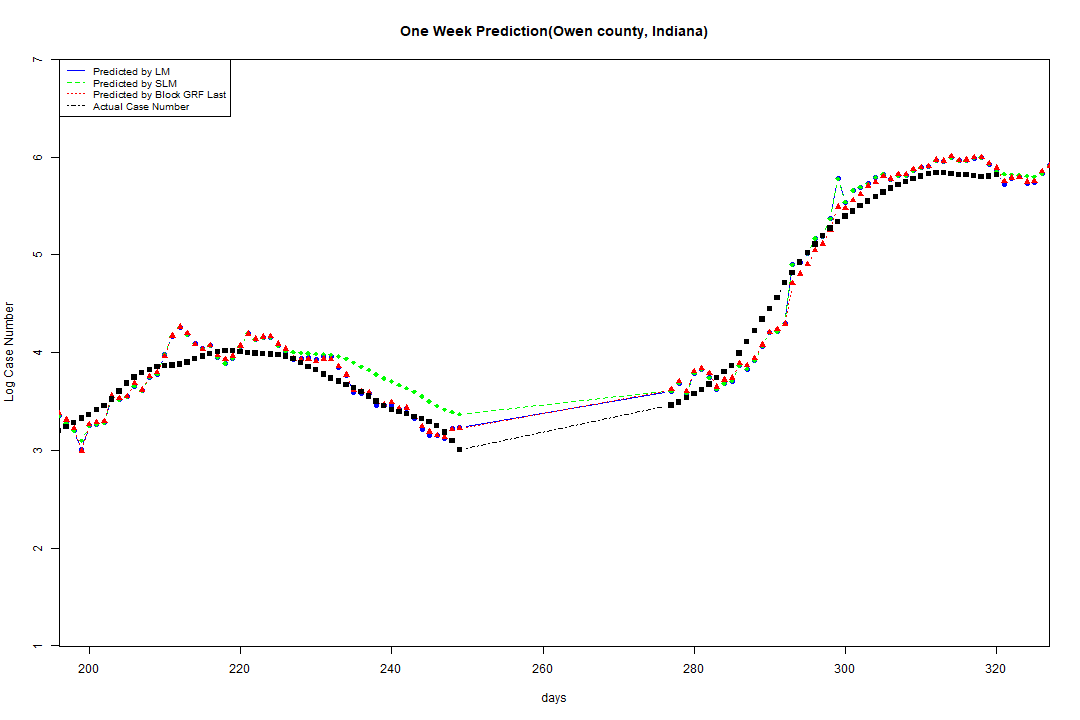 One Week Prediction(Owen county, Indiana)
Predicted by LM
Predicted by SLM
Predicted by Block GRF Last
Actual Case Number
7
6
5
4
3
2
1
Log Case Number
200 220 240 260 280 300 320
days